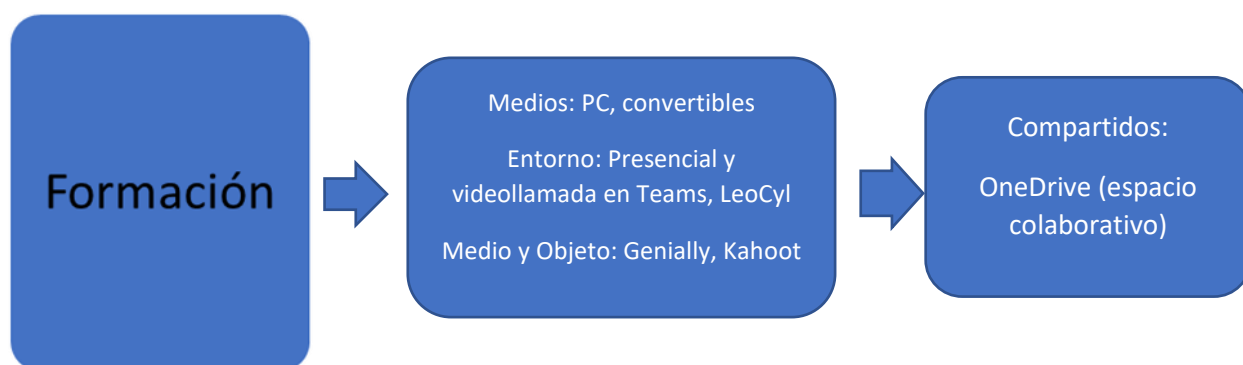 Formación
Medios: PC, convertibles
Entorno: Presencial y
videollamada en Teams, LeoCyl
Medio y Objeto: Genially, Kahoot
Compartidos:
OneDrive (espacio
colaborativo)